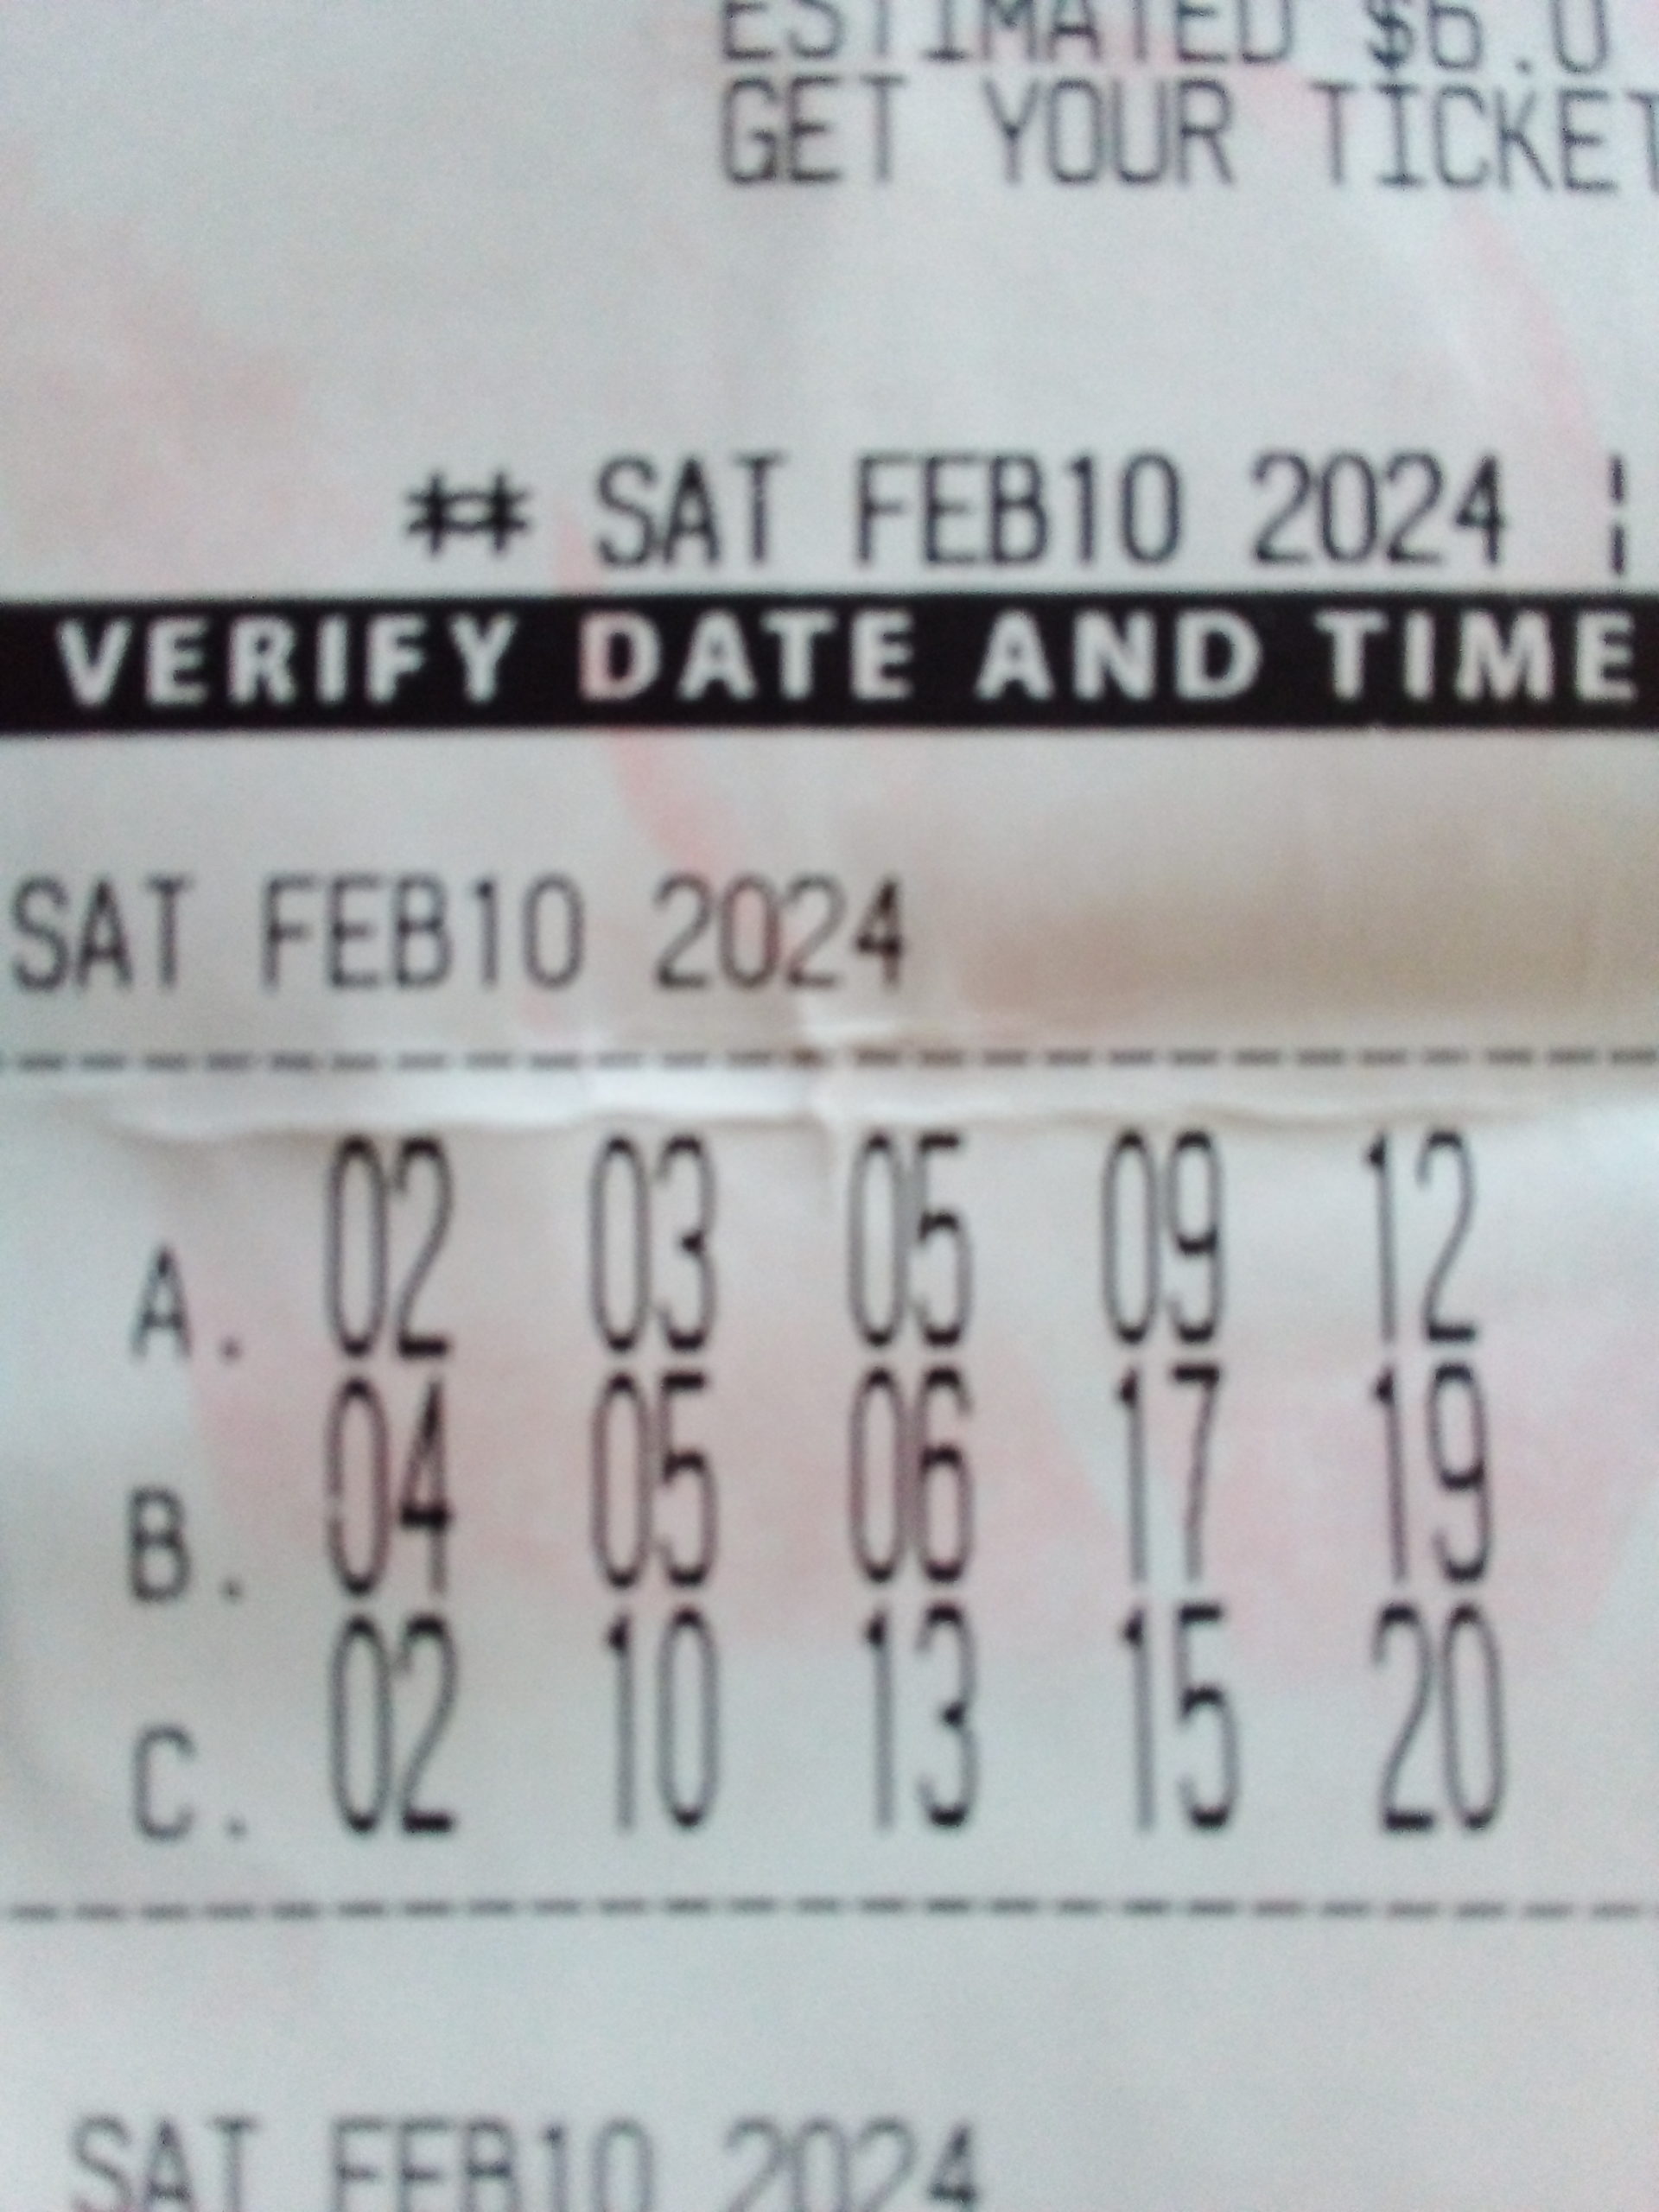 ESTIMATED $6.0
GET YOUR TICKET
## SAT FEB10 2024 ¦
VERIFY DATE AND TIME
SAT FEB10 2024
A. 02 03 05 09 12
B. 04 05 06 17 19
C. 02 10 13 15 20
SAT FEB10 2024